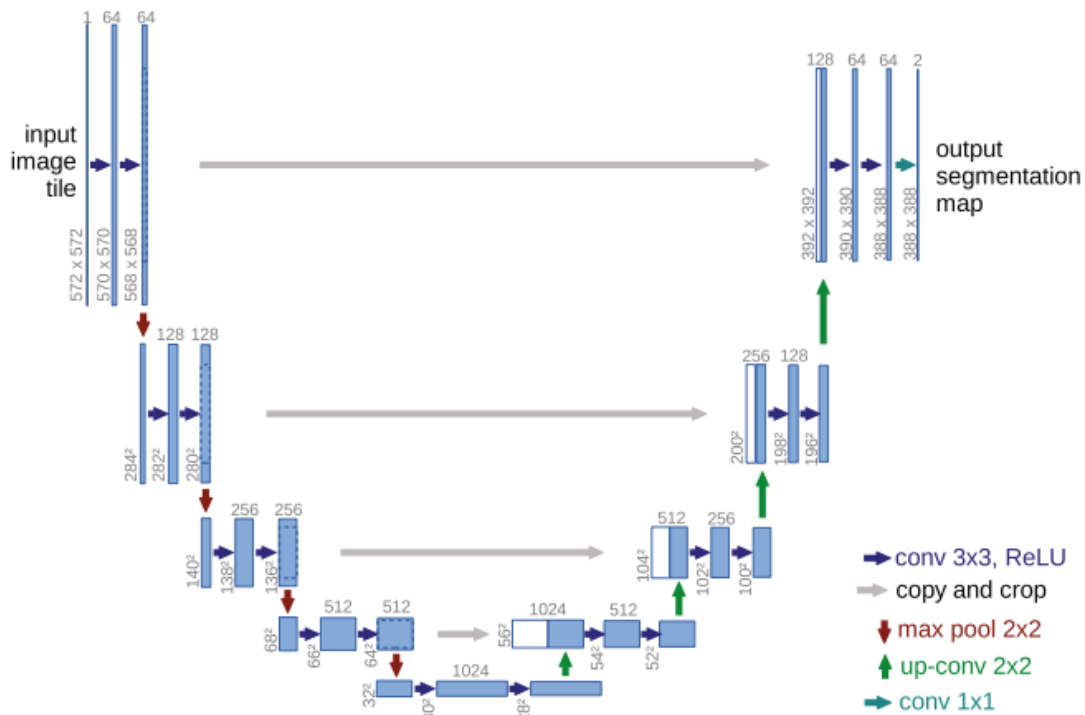 1 64 64
128 64 64 2
input
image
tile
output
segmentation
map
572 x 572
570 x 570
568 x 568
392 x 392
390 x 390
388 x 388
388 x 388
128 128
256 128
284²
282²
280²
200²
198²
196²
256 256
512 256
140²
138²
136²
104²
102²
100²
512 512
1024 512
68²
66²
64²
56²
54²
52²
1024
32²
conv 3x3, ReLU
copy and crop
max pool 2x2
up-conv 2x2
conv 1x1